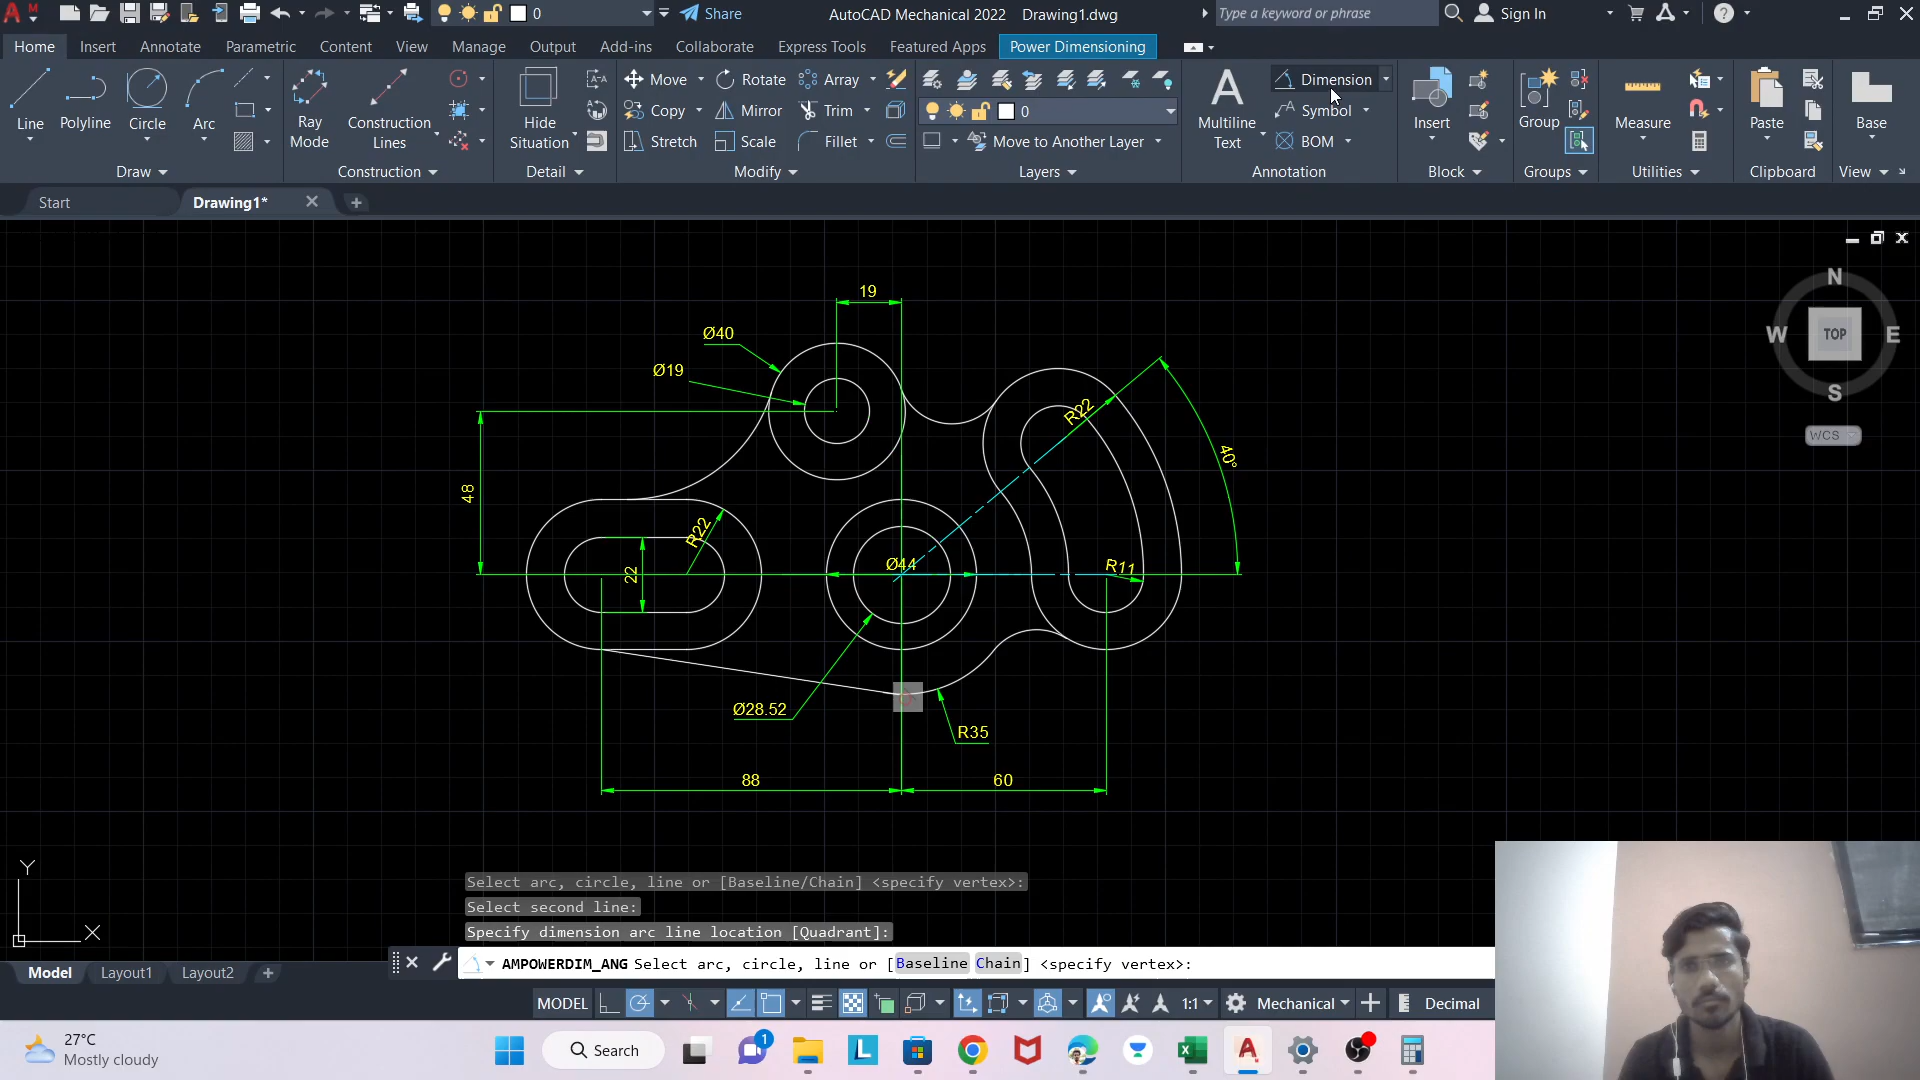 0
Share
AutoCAD Mechanical 2022
Drawing1.dwg
Type a keyword or phrase
Sign In
Home
Insert
Annotate
Parametric
Content
View
Manage
Output
Add-ins
Collaborate
Express Tools
Featured Apps
Power Dimensioning
Line
Polyline
Circle
Arc
Draw
Ray
Mode
Construction
Lines
Construction
Hide
Situation
Detail
Move
Rotate
Array
Copy
Mirror
Trim
Stretch
Scale
Fillet
Modify
0
Move to Another Layer
Layers
Multiline
Text
Dimension
Symbol
BOM
Annotation
Insert
Block
Group
Groups
Measure
Utilities
Paste
Clipboard
Base
View
Start
Drawing1*
N
W
TOP
E
S
WCS
19
Ø40
Ø19
R22
40°
48
R22
22
Ø44
R11
Ø28.52
R35
88
60
Y
X
Select arc, circle, line or [Baseline/Chain] <specify vertex>:
Select second line:
Specify dimension arc line location [Quadrant]:
AMPOWERDIM_ANG Select arc, circle, line or [Baseline Chain] <specify vertex>:
Model
Layout1
Layout2
MODEL
1:1
Mechanical
Decimal
27°C
Mostly cloudy
Search
1